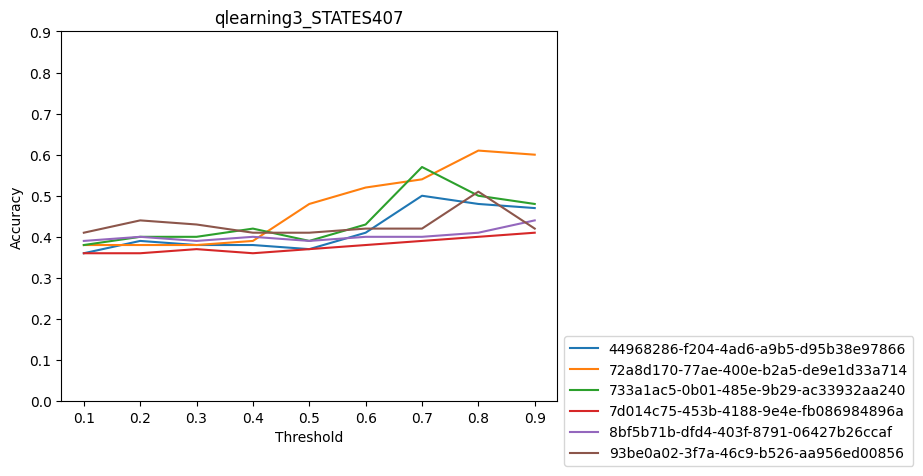 qlearning3_STATES407
Accuracy
0.9
0.8
0.7
0.6
0.5
0.4
0.3
0.2
0.1
0.0
0.1 0.2 0.3 0.4 0.5 0.6 0.7 0.8 0.9
Threshold
44968286-f204-4ad6-a9b5-d95b38e97866
72a8d170-77ae-400e-b2a5-de9e1d33a714
733a1ac5-0b01-485e-9b29-ac33932aa240
7d014c75-453b-4188-9e4e-fb086984896a
8bf5b71b-dfd4-403f-8791-06427b26ccaf
93be0a02-3f7a-46c9-b526-aa956ed00856